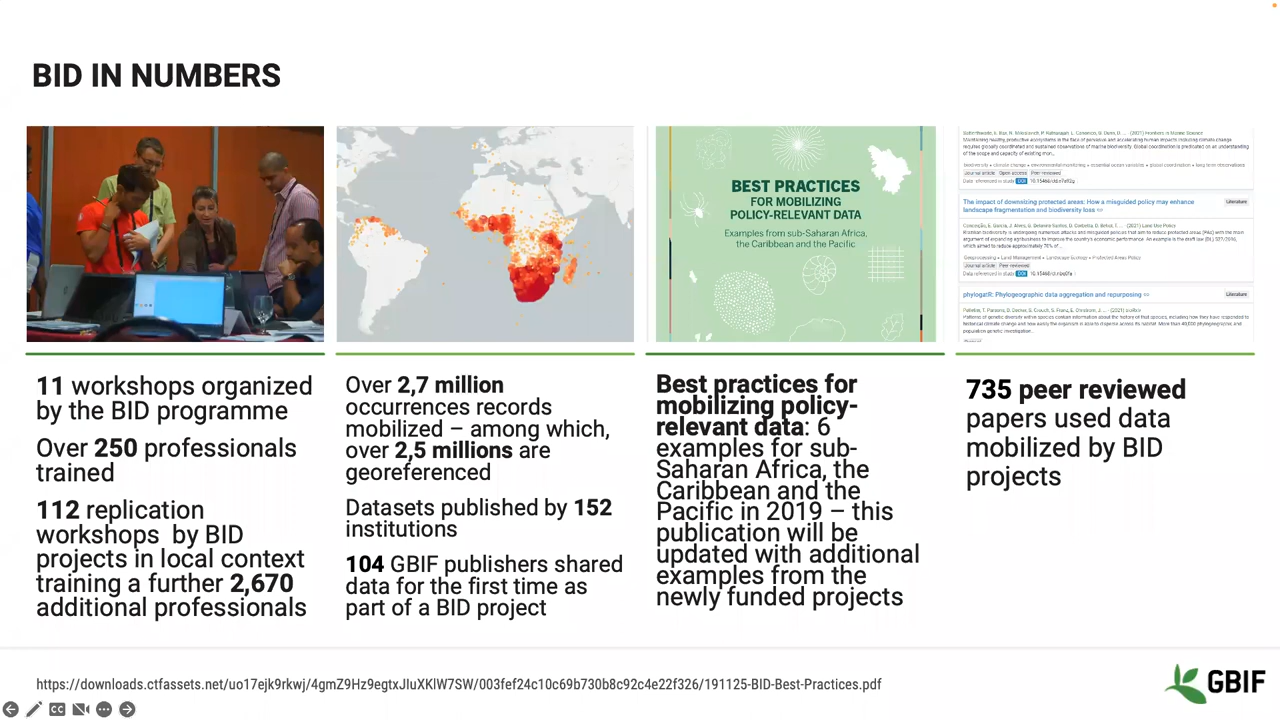 BID IN NUMBERS
BEST PRACTICES
FOR MOBILIZING
POLICY-RELEVANT DATA
Examples from sub-Saharan Africa,
the Caribbean and the Pacific
The impact of downsizing protected areas: How a misguided policy may enhance
landscape fragmentation and biodiversity loss
Literature
Journal article Peer reviewed
phylogatR: Phylogeographic data aggregation and repurposing
Literature
11 workshops organized
by the BID programme
Over 250 professionals
trained
112 replication
workshops by BID
projects in local context
training a further 2,670
additional professionals
Over 2,7 million
occurrences records
mobilized – among which,
over 2,5 millions are
georeferenced
Datasets published by 152
institutions
104 GBIF publishers shared
data for the first time as
part of a BID project
Best practices for
mobilizing policy-
relevant data: 6
examples for sub-
Saharan Africa, the
Caribbean and the
Pacific in 2019 – this
publication will be
updated with additional
examples from the
newly funded projects
735 peer reviewed
papers used data
mobilized by BID
projects
https://downloads.ctfassets.net/uo17ejk9rkwj/4gmZ9Hz9egtxJIuXKlW7SW/003fef24c10c69b730b8c92c4e22f326/191125-BID-Best-Practices.pdf
GBIF
CC